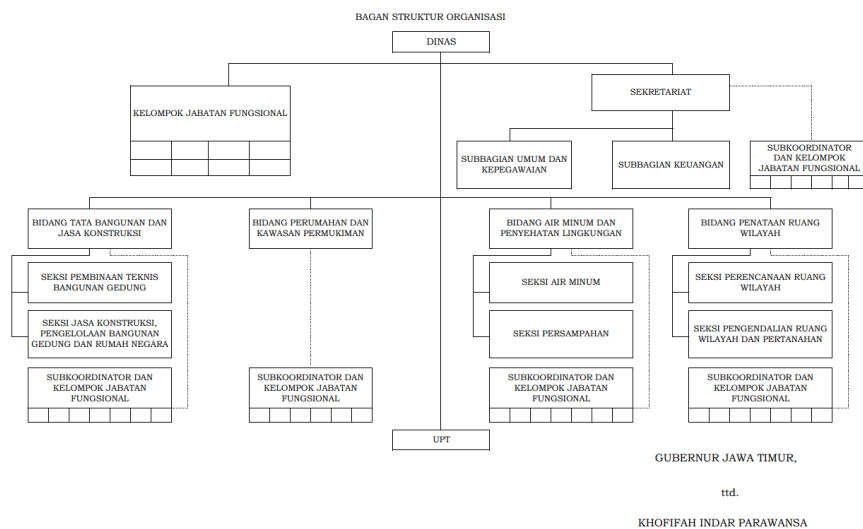 BAGAN STRUKTUR ORGANISASI
DINAS
KELOMPOK JABATAN FUNGSIONAL
SEKRETARIAT
SUBBAGIAN UMUM DAN
KEPEGAWAIAN
SUBBAGIAN KEUANGAN
SUBKOORDINATOR
DAN KELOMPOK
JABATAN FUNGSIONAL
BIDANG TATA BANGUNAN DAN
JASA KONSTRUKSI
BIDANG PERUMAHAN DAN
KAWASAN PERMUKIMAN
BIDANG AIR MINUM DAN
PENYEHATAN LINGKUNGAN
BIDANG PENATAAN RUANG
WILAYAH
SEKSI PEMBINAAN TEKNIS
BANGUNAN GEDUNG
SEKSI AIR MINUM
SEKSI PERENCANAAN RUANG
WILAYAH
SEKSI JASA KONSTRUKSI,
PENGELOLAAN BANGUNAN
GEDUNG DAN RUMAH NEGARA
SEKSI PERSAMPAHAN
SEKSI PENGENDALIAN RUANG
WILAYAH DAN PERTANAHAN
SUBKOORDINATOR DAN
KELOMPOK JABATAN
FUNGSIONAL
SUBKOORDINATOR DAN
KELOMPOK JABATAN
FUNGSIONAL
SUBKOORDINATOR DAN
KELOMPOK JABATAN
FUNGSIONAL
SUBKOORDINATOR DAN
KELOMPOK JABATAN
FUNGSIONAL
UPT
GUBERNUR JAWA TIMUR,
ttd.
KHOFIFAH INDAR PARAWANSA